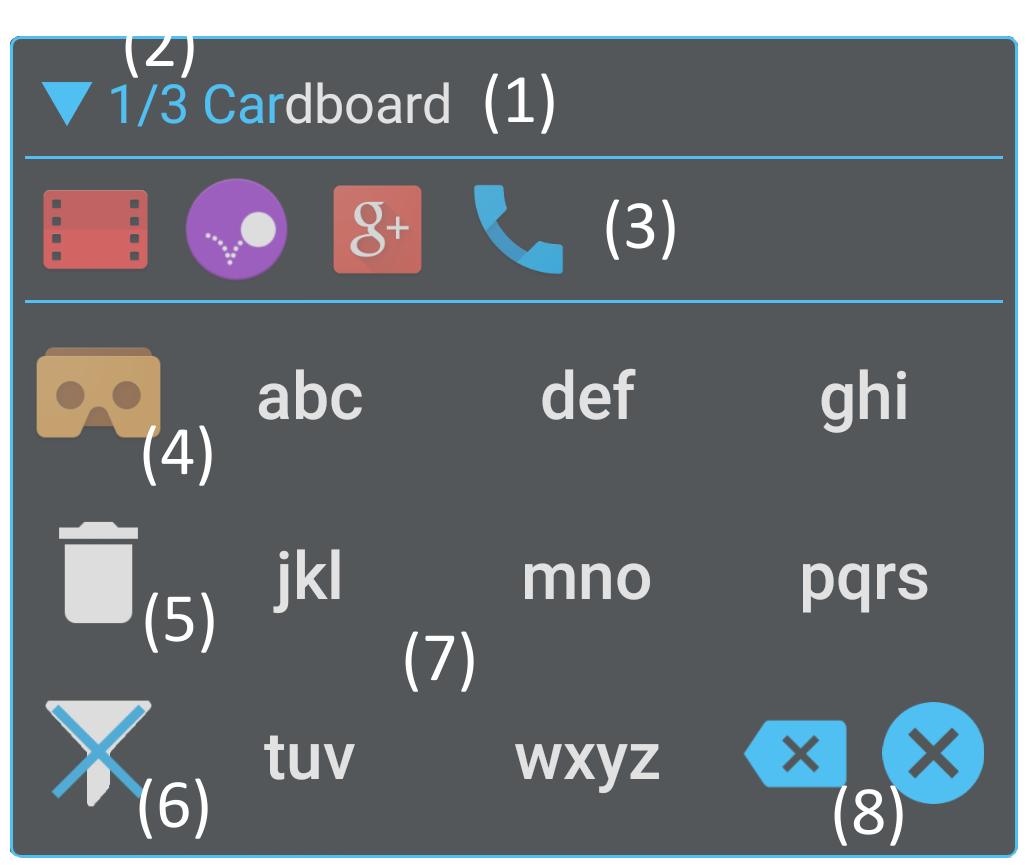 (2)
1/3 Cardboard (1)
g+ (3)
abc def ghi
(4)
jkl mno pqrs
(5)
(7)
tuv wxyz
(6) (8)